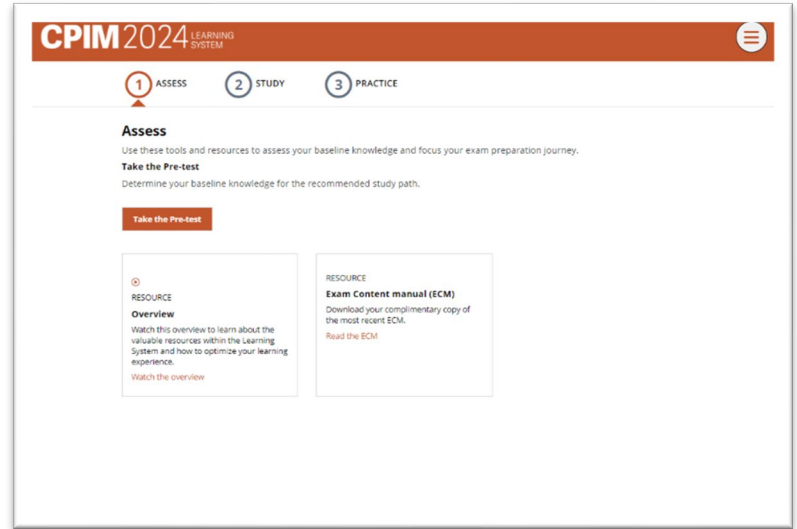 CPIM 2024 LEARNING SYSTEM
1 ASSESS 2 STUDY 3 PRACTICE
Assess
Use these tools and resources to assess your baseline knowledge and focus your exam preparation journey.
Take the Pre-test
Determine your baseline knowledge for the recommended study path.
Take the Pre-test
RESOURCE
Overview
Watch this overview to learn about the
valuable resources within the Learning
System and how to optimize your learning
experience.
Watch the overview
RESOURCE
Exam Content manual (ECM)
Download your complimentary copy of
the most recent ECM.
Read the ECM